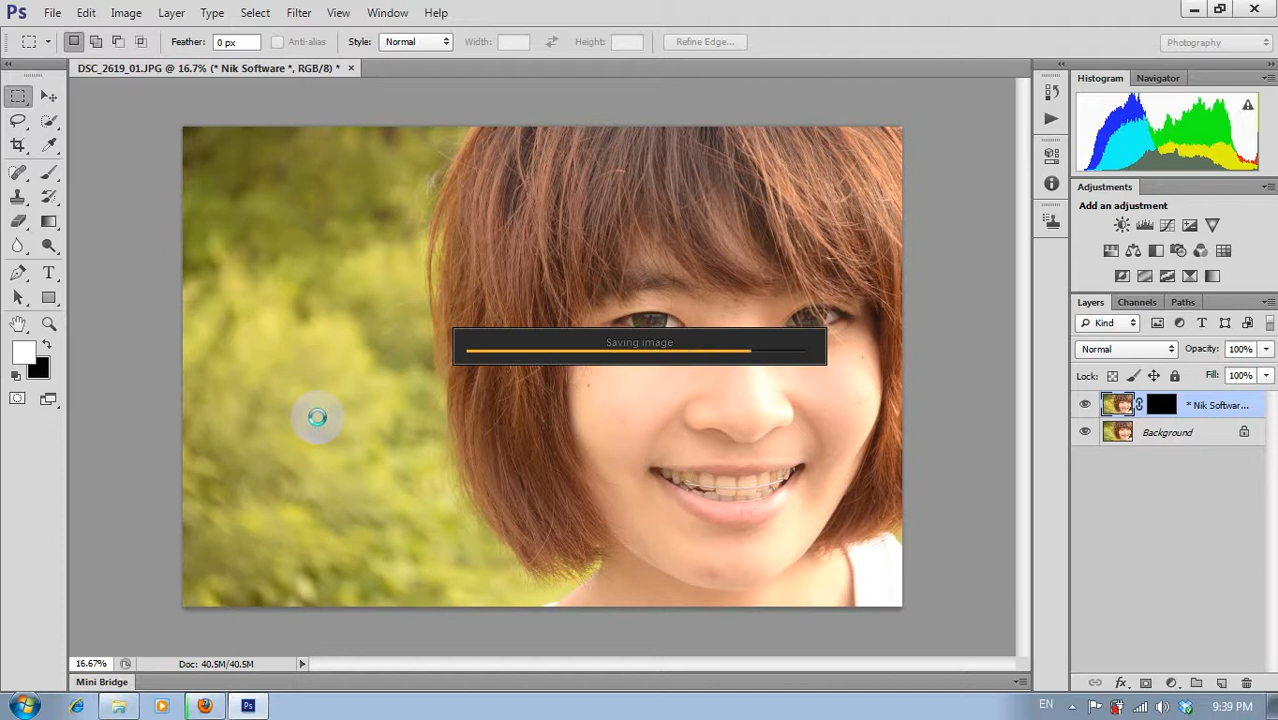 Ps File Edit Image Layer Type Select Filter View Window Help
Feather: 0 px Anti-alias Style: Normal Width: Height: Refine Edge... Photography
DSC_2619_01.JPG @ 16.7% (* Nik Software *, RGB/8) * ×
Histogram Navigator
Adjustments
Add an adjustment
Layers Channels Paths
Kind
Normal Opacity: 100%
Lock: Fill: 100%
* Nik Softwar...
Background
Saving image
16.67% Doc: 40.5M/40.5M
Mini Bridge
Ps EN 9:39 PM